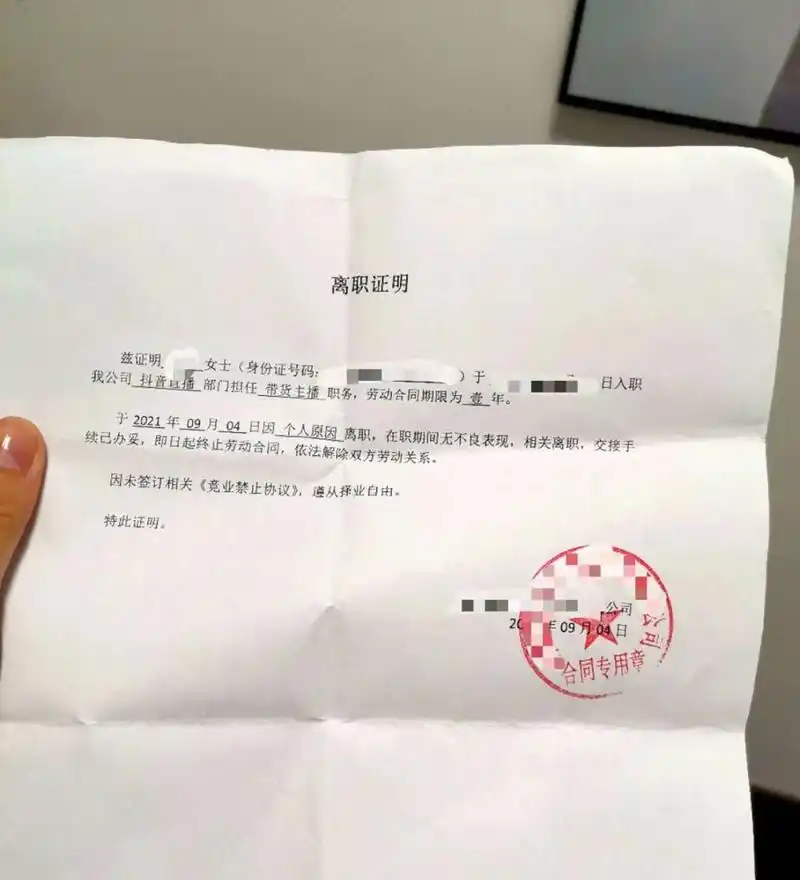 离职证明
兹证明 女士（身份证号码： ）于 日入职
我公司 抖音直播 部门担任 带货主播 职务，劳动合同期限为 壹 年。
于 2021 年 09 月 04 日因 个人原因 离职，在职期间无不良表现，相关离职，交接手
续已办妥，即日起终止劳动合同，依法解除双方劳动关系。
因未签订相关《竞业禁止协议》，遵从择业自由。
特此证明。
公司
20 年 09 月 04 日
公司
合同专用章